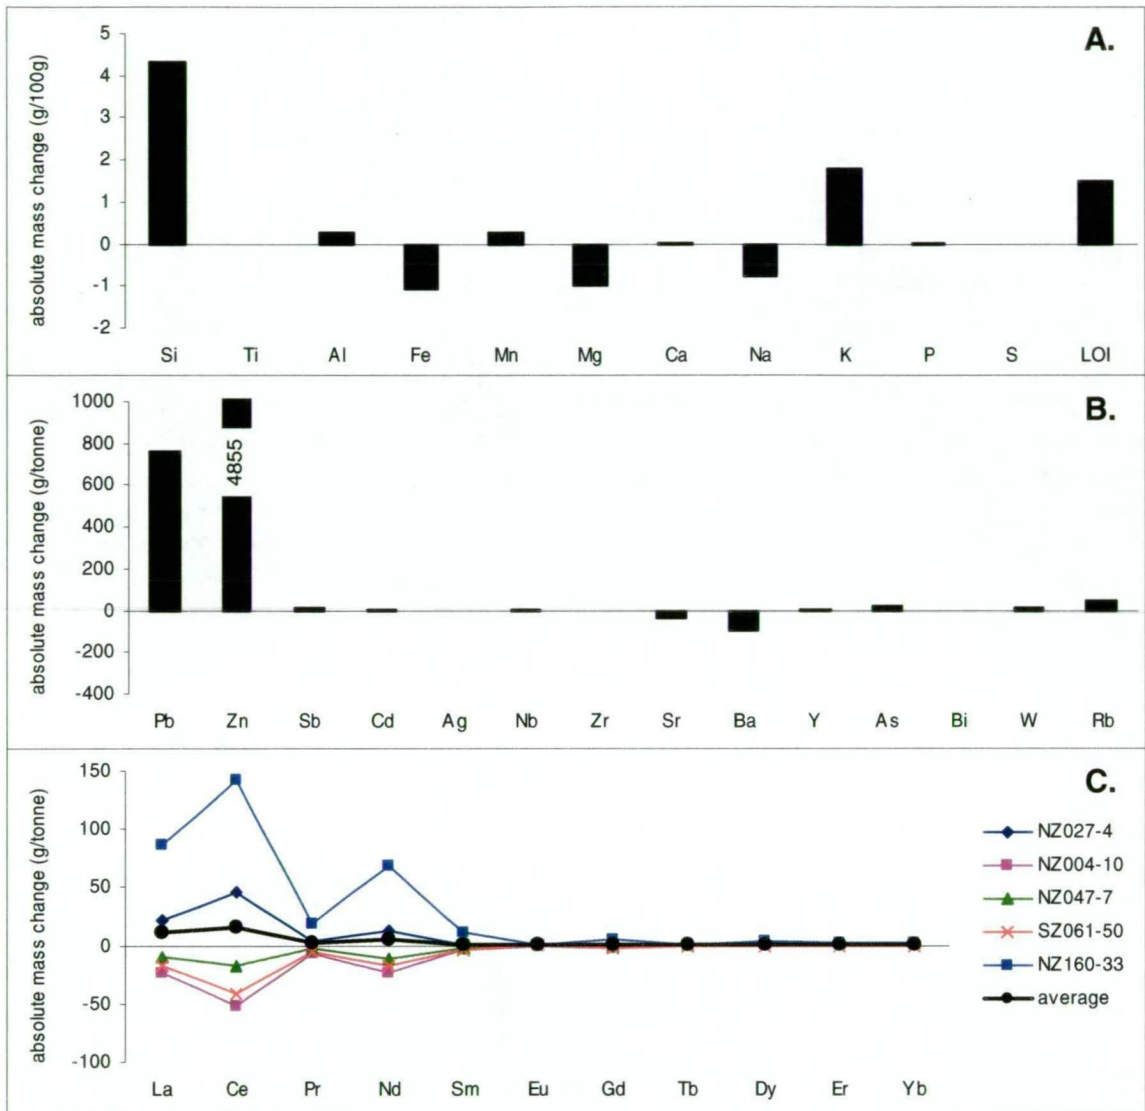 A.
absolute mass change (g/100g)
5
4
3
2
1
0
-1
-2
Si Ti Al Fe Mn Mg Ca Na K P S LOI
B.
absolute mass change (g/tonne)
1000
800
600
400
200
0
-200
-400
4855
Pb Zn Sb Cd Ag Nb Zr Sr Ba Y As Bi W Rb
C.
absolute mass change (g/tonne)
150
100
50
0
-50
-100
La Ce Pr Nd Sm Eu Gd Tb Dy Er Yb
NZ027-4
NZ004-10
NZ047-7
SZ061-50
NZ160-33
average